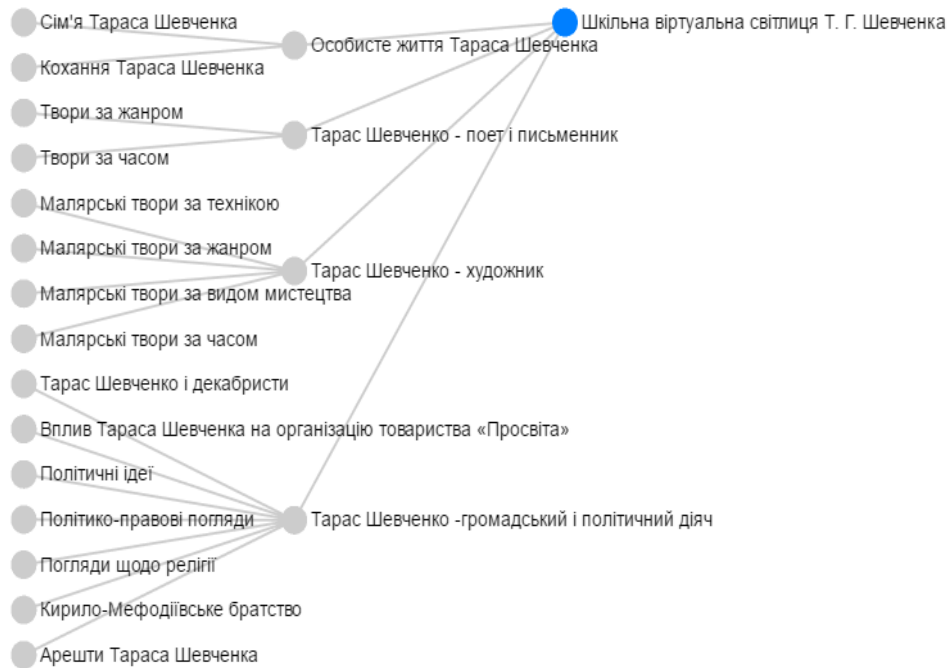 Сім'я Тараса Шевченка
Шкільна віртуальна світлиця Т. Г. Шевченка
Особисте життя Тараса Шевченка
Кохання Тараса Шевченка
Твори за жанром
Тарас Шевченко - поет і письменник
Твори за часом
Малярські твори за технікою
Малярські твори за жанром
Тарас Шевченко - художник
Малярські твори за видом мистецтва
Малярські твори за часом
Тарас Шевченко і декабристи
Вплив Тараса Шевченка на організацію товариства «Просвіта»
Політичні ідеї
Політико-правові погляди
Тарас Шевченко -громадський і політичний діяч
Погляди щодо релігії
Кирило-Мефодіївське братство
Арешти Тараса Шевченка